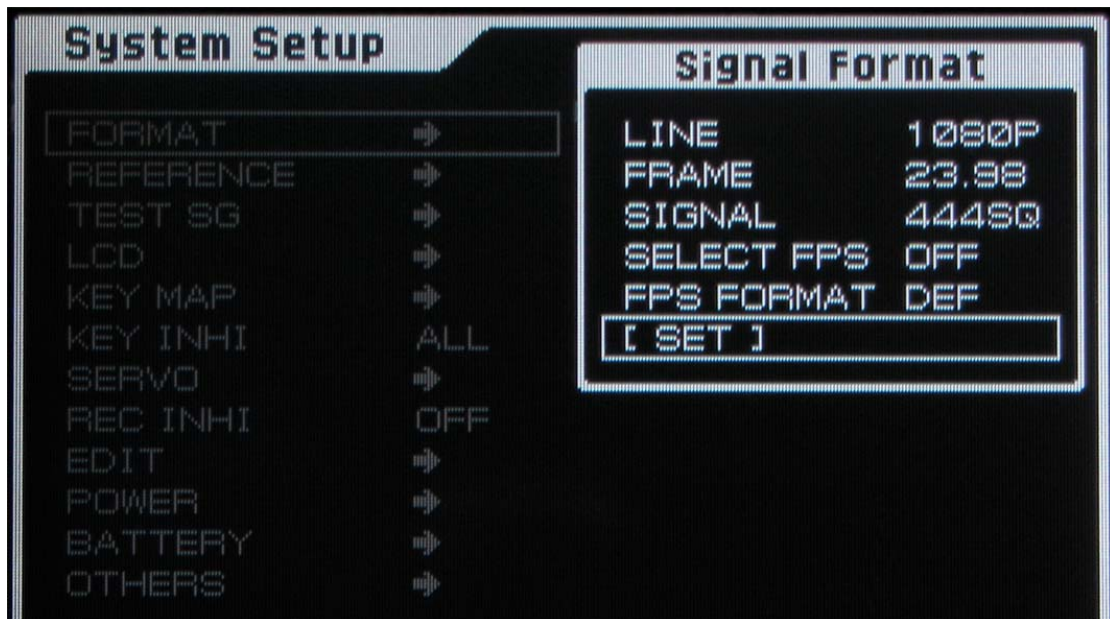 System Setup
FORMAT
REFERENCE
TEST SG
LCD
KEY MAP
KEY INHI ALL
SERVO
REC INHI OFF
EDIT
POWER
BATTERY
OTHERS
Signal Format
LINE 1080P
FRAME 23.98
SIGNAL 444SQ
SELECT FPS OFF
FPS FORMAT DEF
[ SET ]